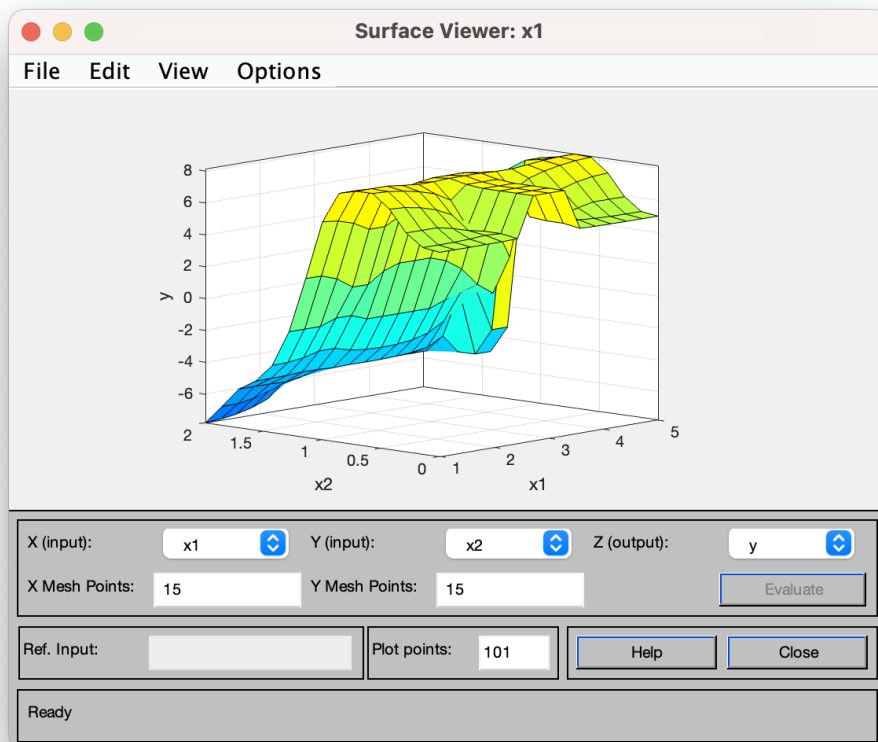 Surface Viewer: x1
File Edit View Options
8
6
4
2
0
-2
-4
-6
y
2
1.5
1
0.5
0
x2
1
2
3
4
5
x1
X (input): x1 Y (input): x2 Z (output): y
X Mesh Points: 15 Y Mesh Points: 15 Evaluate
Ref. Input: Plot points: 101 Help Close
Ready